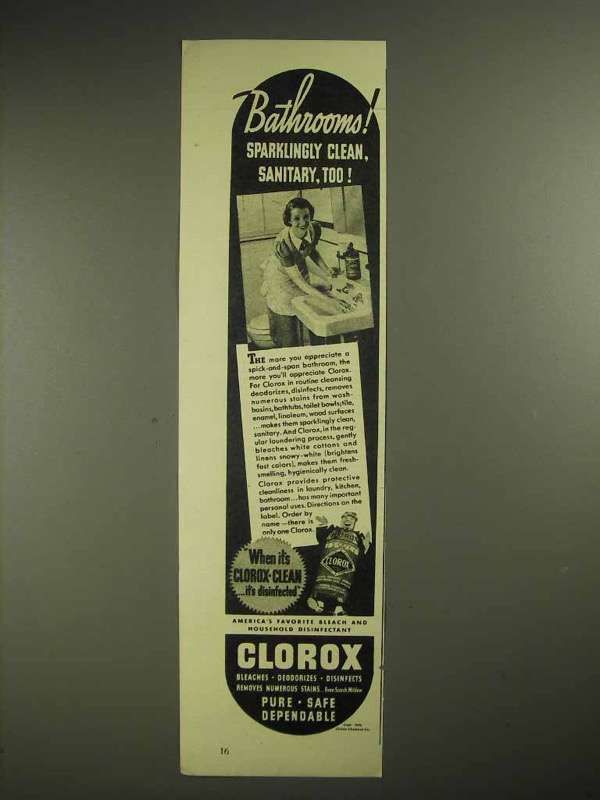 Bathrooms!
SPARKLINGLY CLEAN,
SANITARY, TOO!
THE more you appreciate a
spick-and-span bathroom, the
more you'll appreciate Clorox.
For Clorox in routine cleansing
deodorizes, disinfects, removes
numerous stains from wash-
basins, bathtubs, toilet bowls; tile,
enamel, linoleum, wood surfaces
...makes them sparklingly clean,
sanitary. And Clorox, in the reg-
ular laundering process, gently
bleaches white cottons and
linens snowy-white (brightens
fast colors), makes them fresh-
smelling, hygienically clean.
Clorox provides protective
cleanliness in laundry, kitchen,
bathroom...has many important
personal uses. Directions on the
label. Order by
name—there is
only one Clorox
CLOROX
When it's
CLOROX-CLEAN
...it's disinfected"
AMERICA'S FAVORITE BLEACH AND
HOUSEHOLD DISINFECTANT
CLOROX
BLEACHES · DEODORIZES · DISINFECTS
REMOVES NUMEROUS STAINS.. Even Scorch Mildew
PURE · SAFE
DEPENDABLE
Clorox Chemical Co.
16